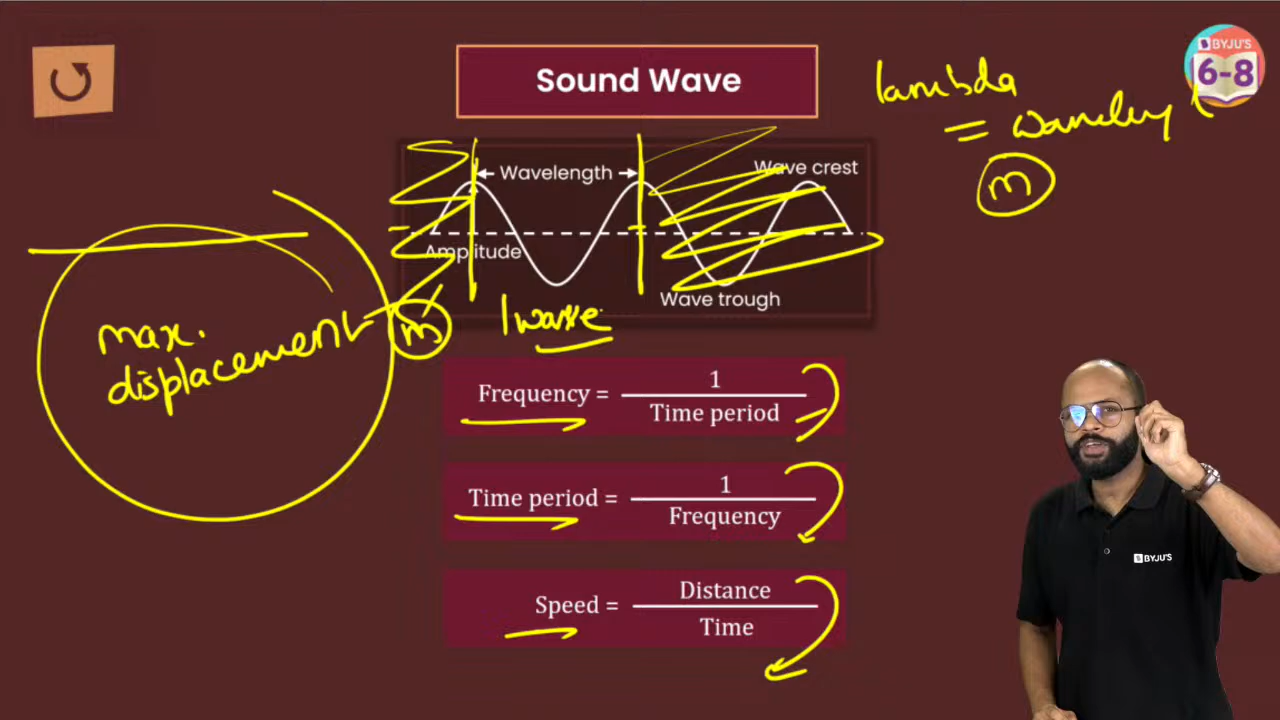 Sound Wave
BYJU'S
6-8
lambda
=
m
Wavelength
Wave crest
Amplitude
Wave trough
1 wave
max.
displacement
m
Frequency = 1 / Time period
Time period = 1 / Frequency
Speed = Distance / Time
BYJU'S